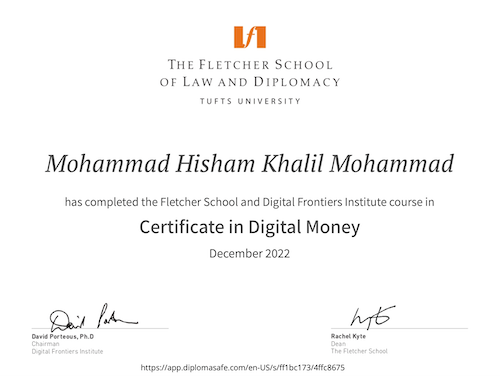 THE FLETCHER SCHOOL
OF LAW AND DIPLOMACY
TUFTS UNIVERSITY
Mohammad Hisham Khalil Mohammad
has completed the Fletcher School and Digital Frontiers Institute course in
Certificate in Digital Money
December 2022
David Porteous, Ph.D
Chairman
Digital Frontiers Institute
Rachel Kyte
Dean
The Fletcher School
https://app.diplomasafe.com/en-US/s/ff1bc173/4ffc8675